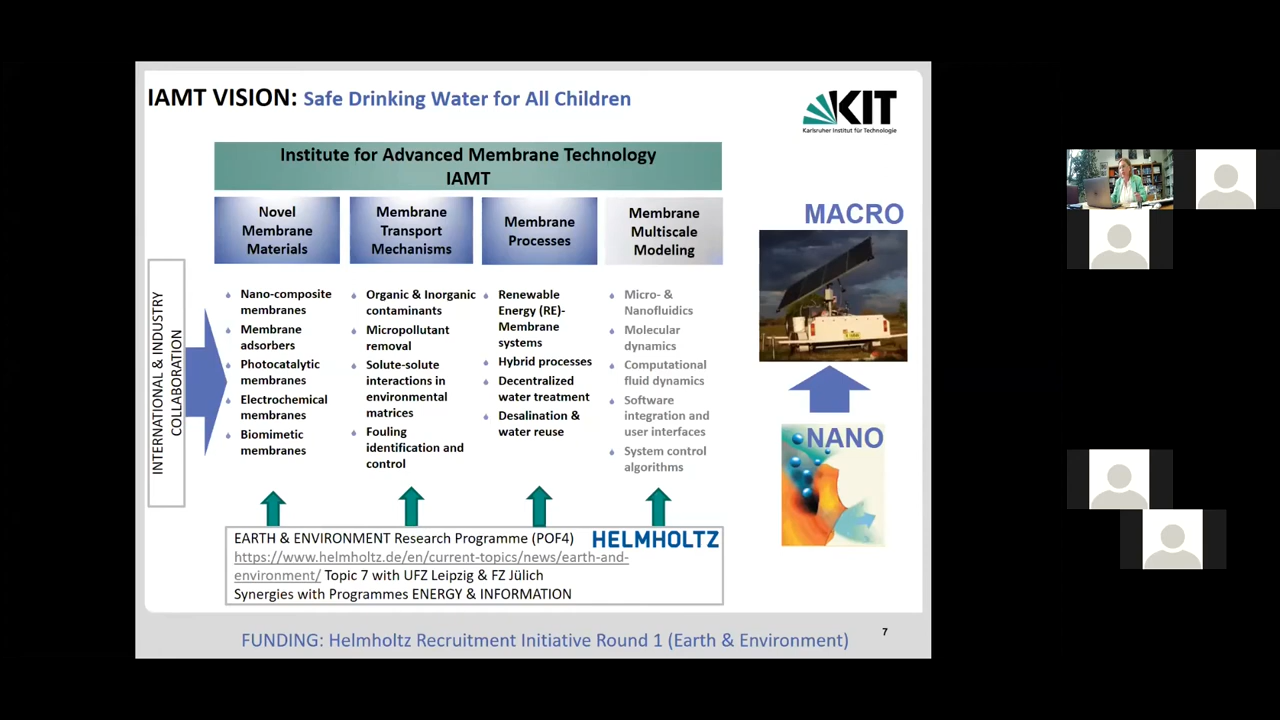 IAMT VISION: Safe Drinking Water for All Children
KIT
Karlsruher Institut für Technologie
Institute for Advanced Membrane Technology
IAMT
Novel
Membrane
Materials
Membrane
Transport
Mechanisms
Membrane
Processes
Membrane
Multiscale
Modeling
INTERNATIONAL & INDUSTRY
COLLABORATION
Nano-composite
membranes
Membrane
adsorbers
Photocatalytic
membranes
Electrochemical
membranes
Biomimetic
membranes
Organic & Inorganic
contaminants
Micropollutant
removal
Solute-solute
interactions in
environmental
matrices
Fouling
identification and
control
Renewable
Energy (RE)-
Membrane
systems
Hybrid processes
Decentralized
water treatment
Desalination &
water reuse
Micro- &
Nanofluidics
Molecular
dynamics
Computational
fluid dynamics
Software
integration and
user interfaces
System control
algorithms
MACRO
NANO
EARTH & ENVIRONMENT Research Programme (POF4)
HELMHOLTZ
https://www.helmholtz.de/en/current-topics/news/earth-and-
environment/ Topic 7 with UFZ Leipzig & FZ Jülich
Synergies with Programmes ENERGY & INFORMATION
FUNDING: Helmholtz Recruitment Initiative Round 1 (Earth & Environment)
7